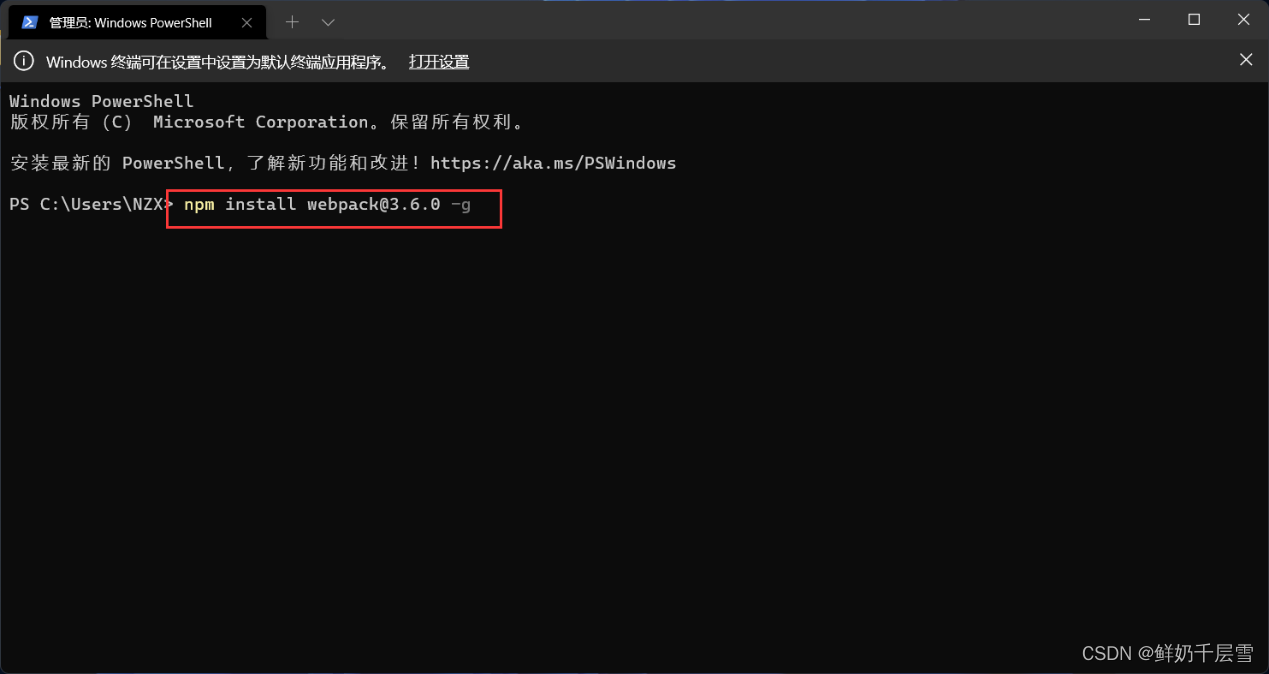 管理员: Windows PowerShell
Windows 终端可在设置中设置为默认终端应用程序。 打开设置
Windows PowerShell
版权所有 (C) Microsoft Corporation。保留所有权利。
安装最新的 PowerShell，了解新功能和改进！https://aka.ms/PSWindows
PS C:\Users\NZX> npm install webpack@3.6.0 -g
CSDN @鲜奶千层雪